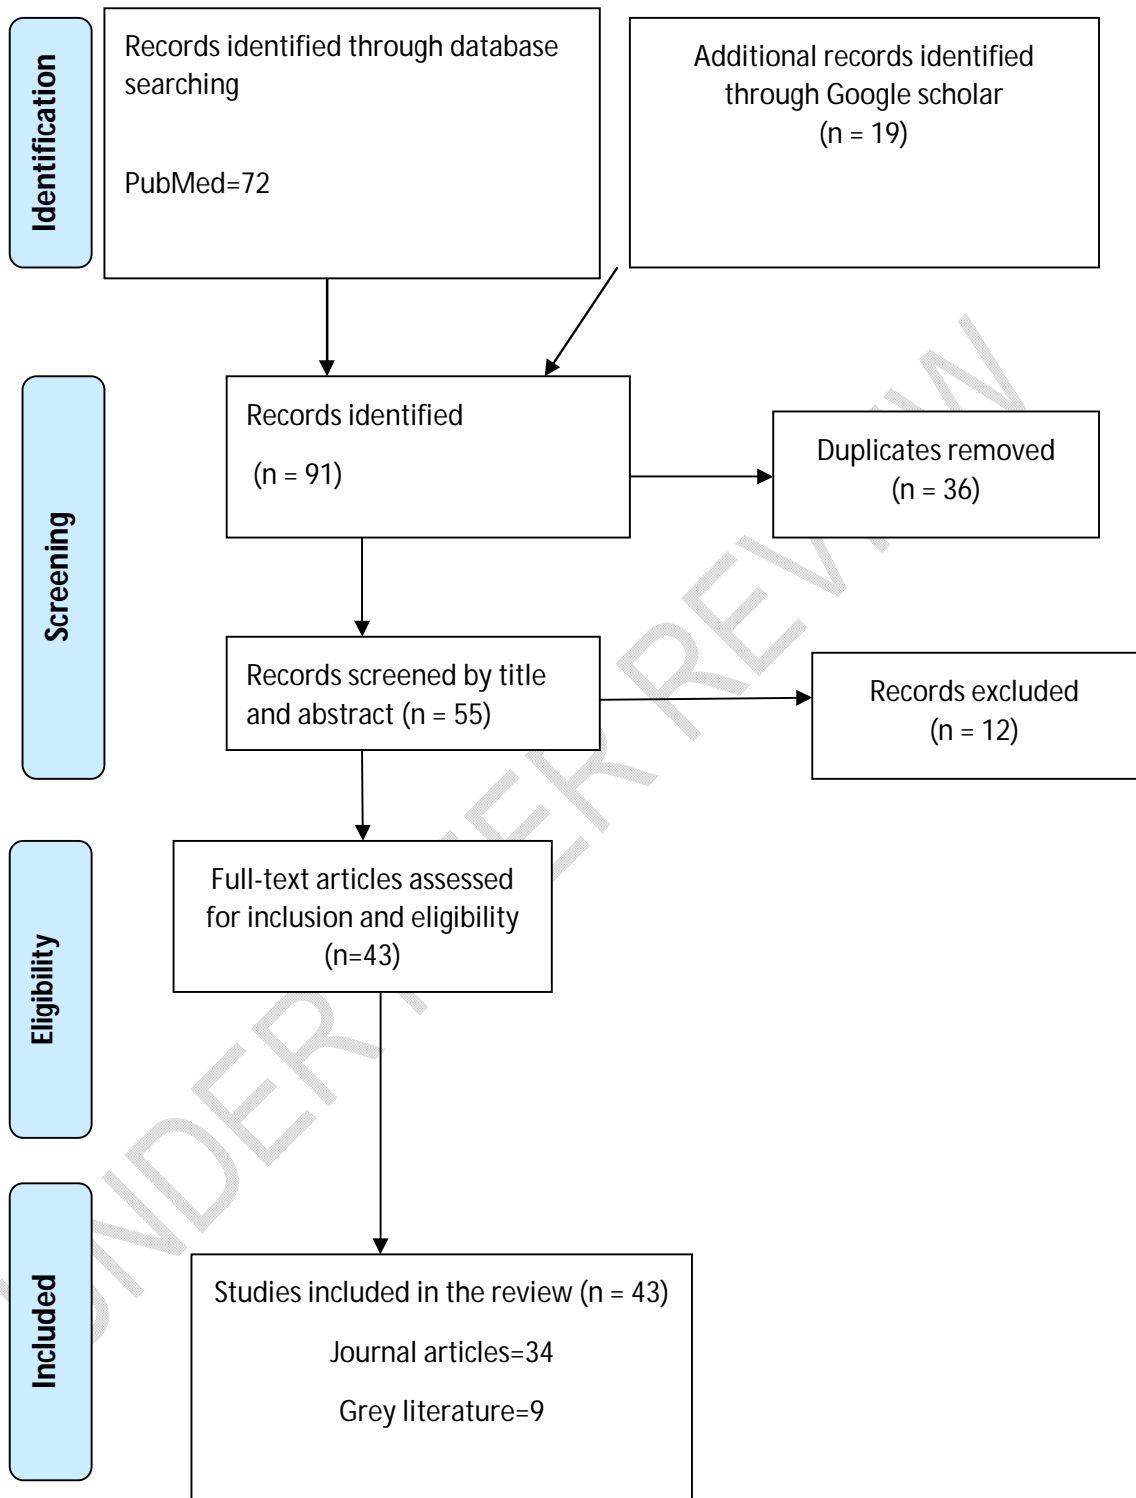 Identification
Records identified through database
searching
PubMed=72
Additional records identified
through Google scholar
(n = 19)
Screening
Records identified
(n = 91)
Duplicates removed
(n = 36)
Records screened by title
and abstract (n = 55)
Records excluded
(n = 12)
Eligibility
Full-text articles assessed
for inclusion and eligibility
(n=43)
Included
Studies included in the review (n = 43)
Journal articles=34
Grey literature=9
UNDER PEER REVIEW